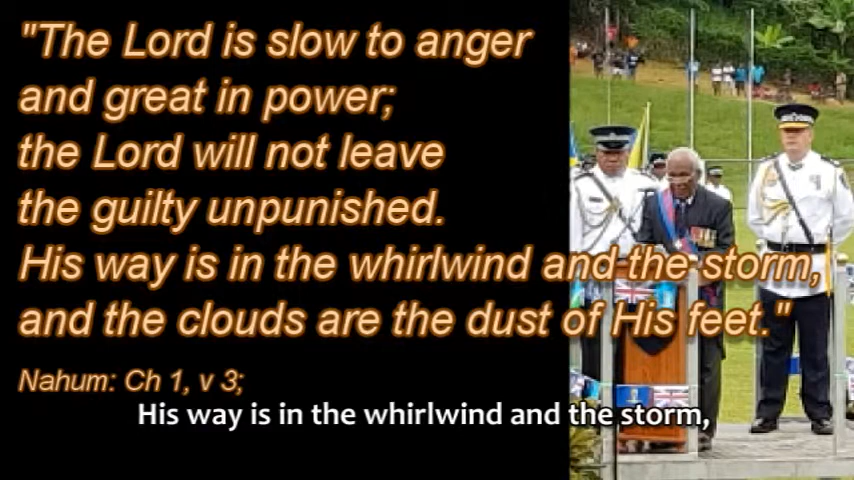 "The Lord is slow to anger
and great in power;
the Lord will not leave
the guilty unpunished.
His way is in the whirlwind and the storm,
and the clouds are the dust of His feet."
Nahum: Ch 1, v 3;
His way is in the whirlwind and the storm,